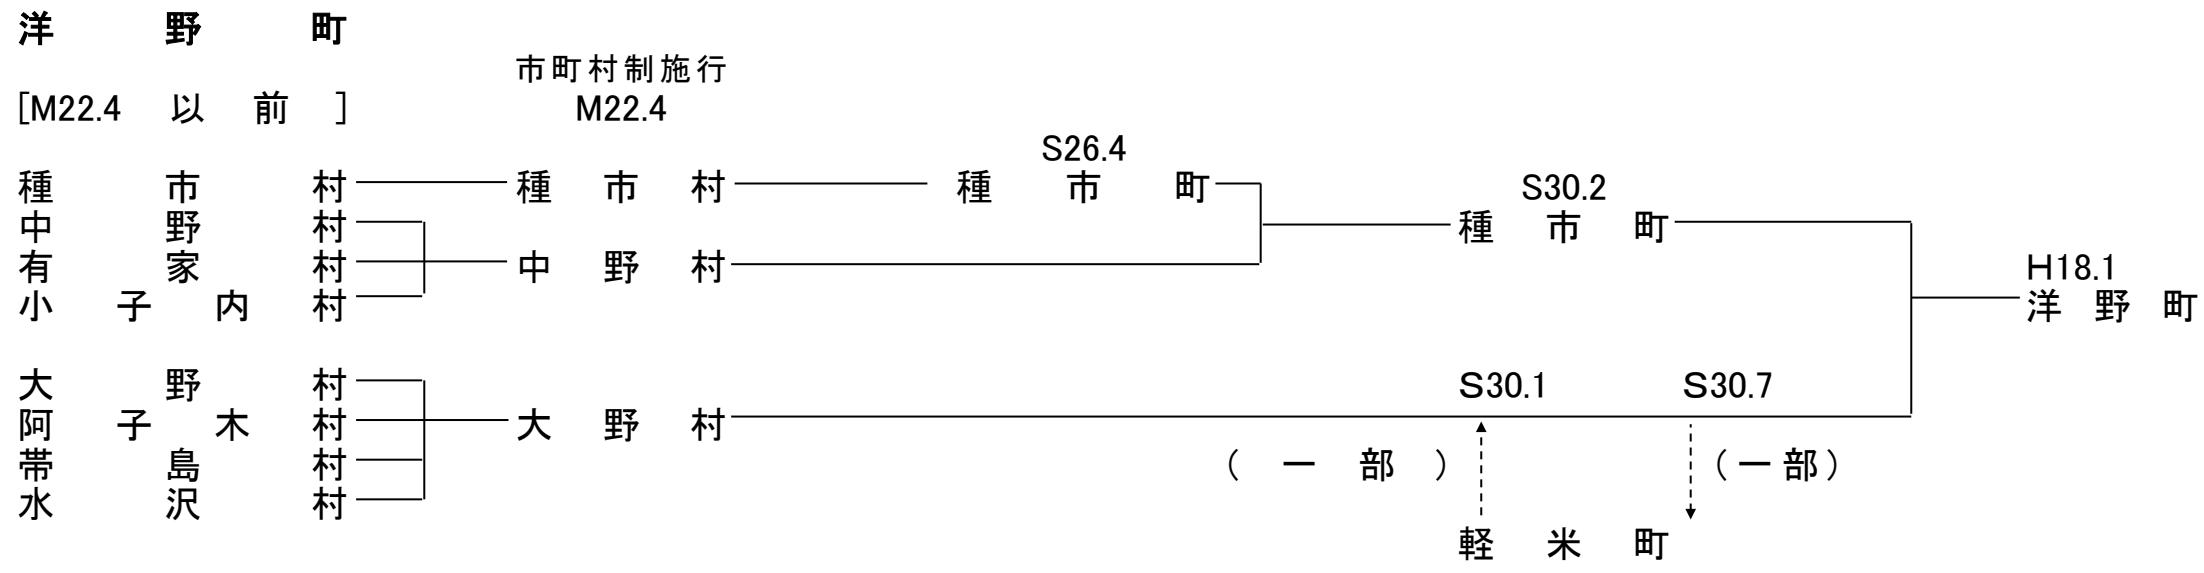 洋野町
市町村制施行
[M22.4 以前]
M22.4
S26.4
種市村 種市村 種市町 S30.2
中野村 種市町
有家村 中野村 H18.1
小子内村 洋野町
大野村 S30.1 S30.7
阿子木村 大野村
帯島村 (一部) (一部)
水沢村
軽米町